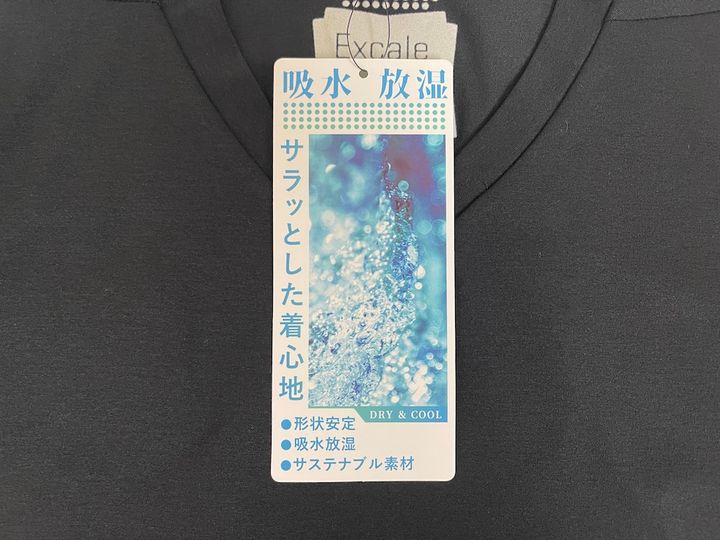 Excale
吸水 放湿
サラッとした着心地
DRY & COOL
●形状安定
●吸水放湿
●サステナブル素材